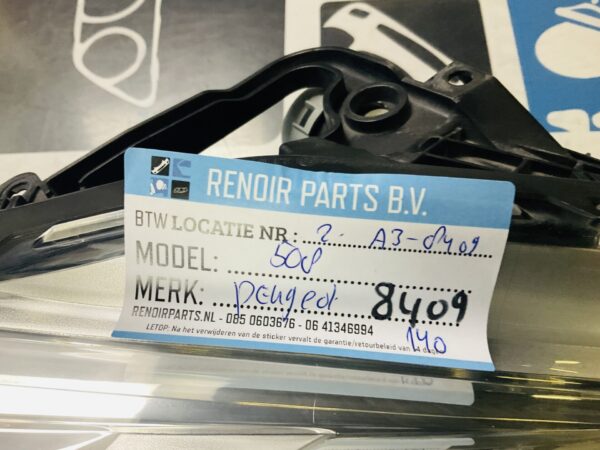 RENOIR PARTS B.V.
BTW LOCATIE NR: 2- A3-8409
MODEL: 508
MERK: peugeot 8409
RENOIRPARTS.NL - 085 0603676 - 06 41346994
LETOP: Na het verwijderen van de sticker vervalt de garantie/retourbeleid van
140